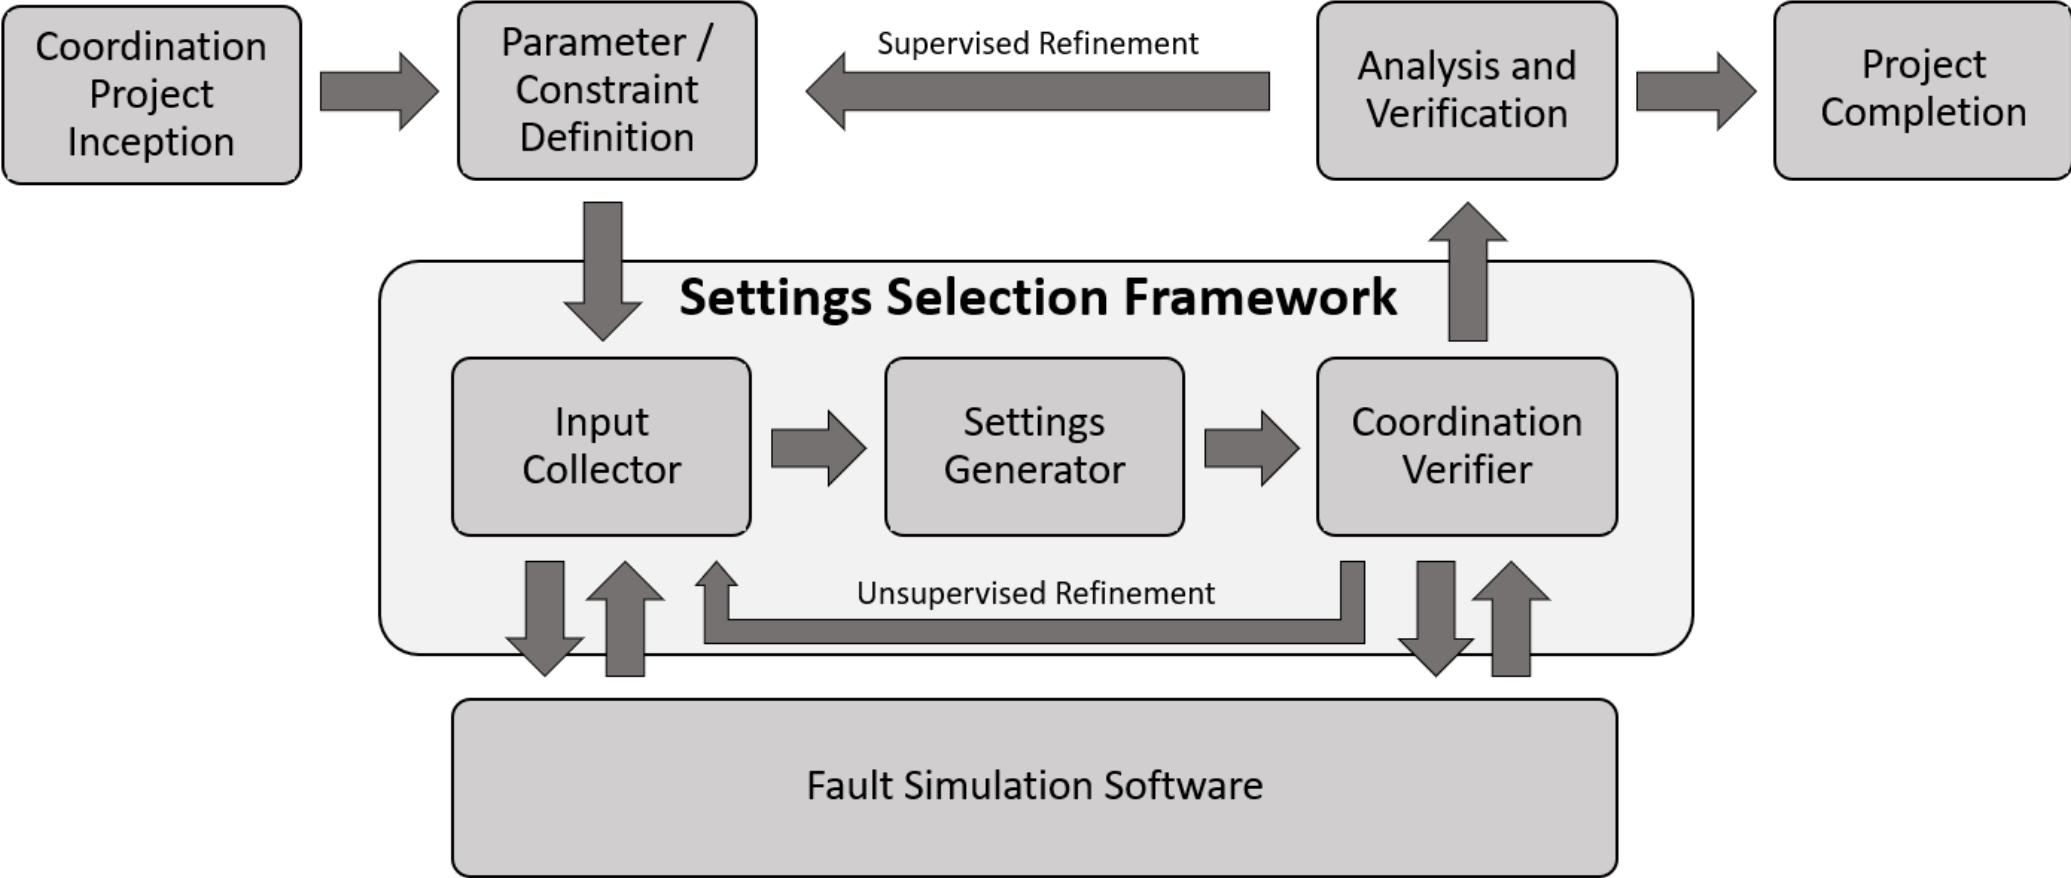 Coordination
Project
Inception
Parameter /
Constraint
Definition
Supervised Refinement
Analysis and
Verification
Project
Completion
Settings Selection Framework
Input
Collector
Settings
Generator
Coordination
Verifier
Unsupervised Refinement
Fault Simulation Software